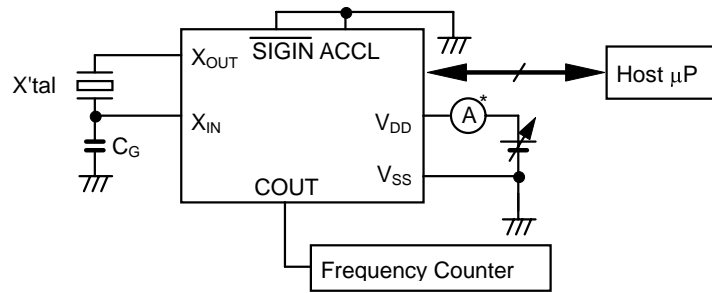 SIGIN ACCL
XOUT
X'tal
XIN
CG
VDD
A*
VSS
COUT
Host μP
Frequency Counter